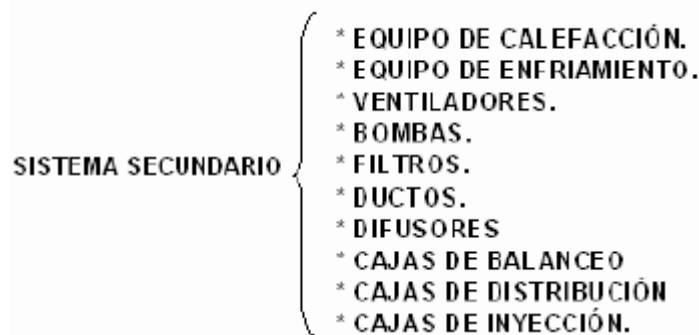 SISTEMA SECUNDARIO
* EQUIPO DE CALEFACCIÓN.
* EQUIPO DE ENFRIAMIENTO.
* VENTILADORES.
* BOMBAS.
* FILTROS.
* DUCTOS.
* DIFUSORES
* CAJAS DE BALANCEO
* CAJAS DE DISTRIBUCIÓN
* CAJAS DE INYECCIÓN.